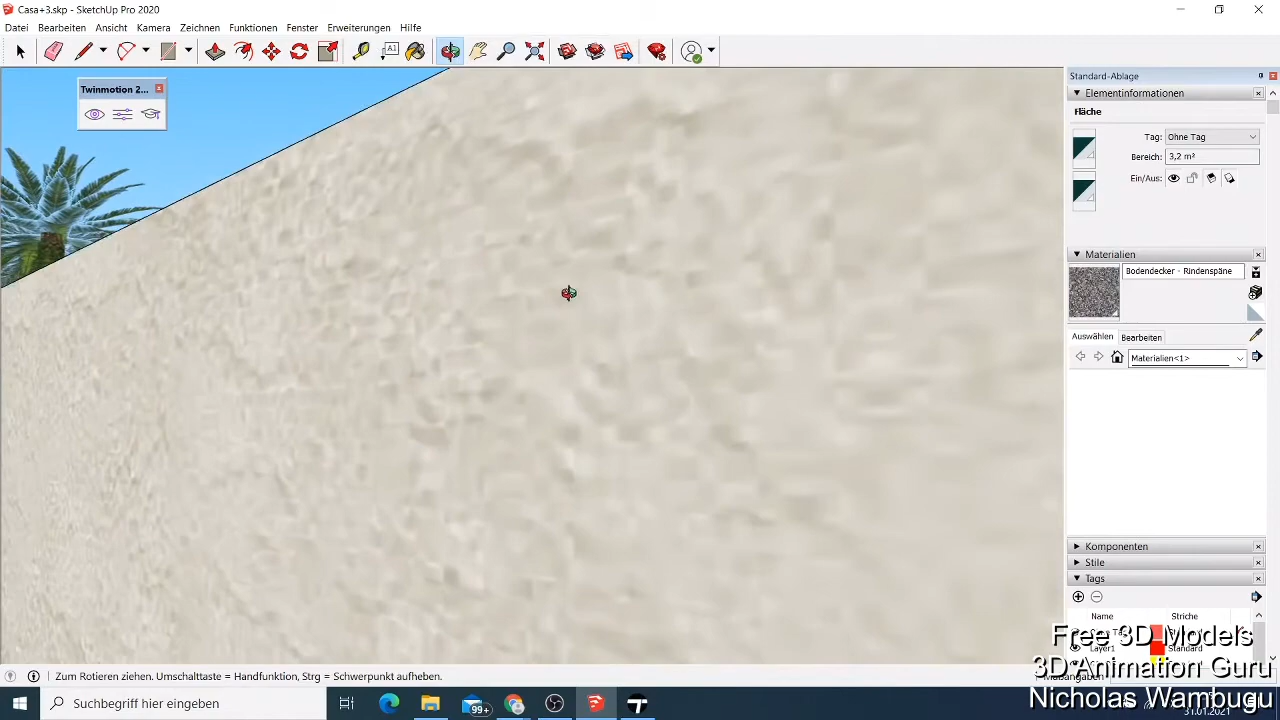 Casa+3.skp - SketchUp Pro 2020
Datei Bearbeiten Ansicht Kamera Zeichnen Funktionen Fenster Erweiterungen Hilfe
Twinmotion 2...
Standard-Ablage
Elementinformationen
Fläche
Tag: Ohne Tag
Bereich: 3,2 m²
Ein/Aus:
Materialien
Bodendecker - Rindenspäne
Auswählen Bearbeiten
Materialien<1>
Komponenten
Stile
Tags
Name Striche
Layer1 Standard
Free 3D Models
3D Animation Guru
Nicholas Wambugu
Zum Rotieren ziehen. Umschalttaste = Handfunktion, Strg = Schwerpunkt aufheben.
Suchbegriff hier eingeben
99+
31.01.2021